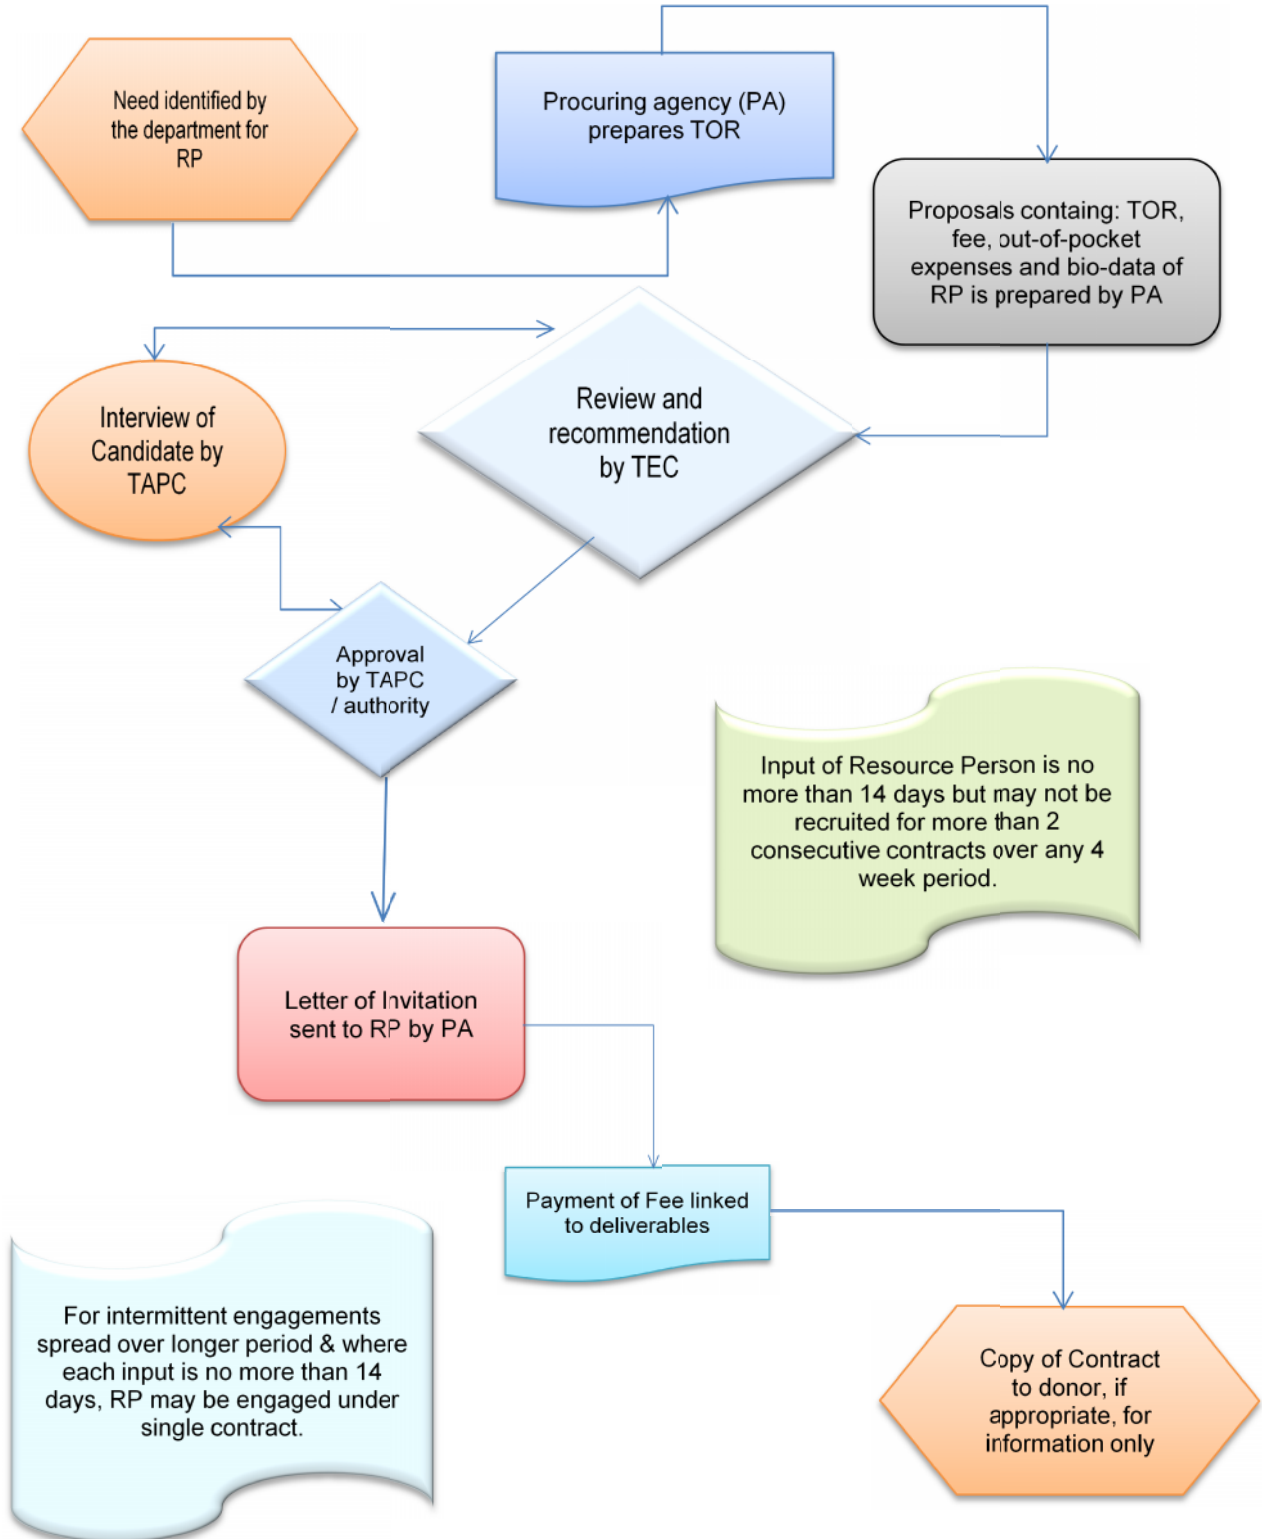 Need identified by
the department for
RP
Procuring agency (PA)
prepares TOR
Proposals containg: TOR,
fee, out-of-pocket
expenses and bio-data of
RP is prepared by PA
Review and
recommendation
by TEC
Interview of
Candidate by
TAPC
Approval
by TAPC
/ authority
Input of Resource Person is no
more than 14 days but may not be
recruited for more than 2
consecutive contracts over any 4
week period.
Letter of Invitation
sent to RP by PA
Payment of Fee linked
to deliverables
For intermittent engagements
spread over longer period & where
each input is no more than 14
days, RP may be engaged under
single contract.
Copy of Contract
to donor, if
appropriate, for
information only